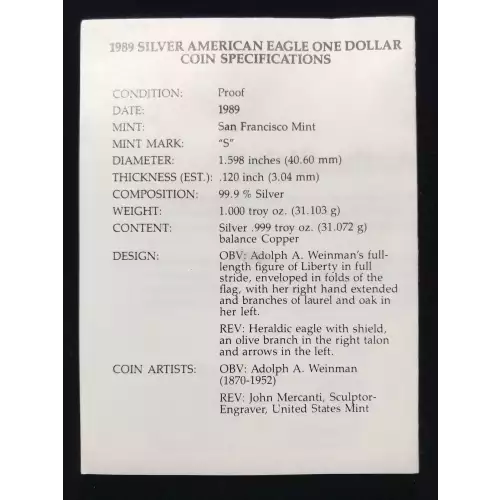 1989 SILVER AMERICAN EAGLE ONE DOLLAR
COIN SPECIFICATIONS
CONDITION: Proof
DATE: 1989
MINT: San Francisco Mint
MINT MARK: "S"
DIAMETER: 1.598 inches (40.60 mm)
THICKNESS (EST.): .120 inch (3.04 mm)
COMPOSITION: 99.9 % Silver
WEIGHT: 1.000 troy oz. (31.103 g)
CONTENT: Silver .999 troy oz. (31.072 g)
balance Copper
DESIGN: OBV: Adolph A. Weinman's full-
length figure of Liberty in full
stride, enveloped in folds of the
flag, with her right hand extended
and branches of laurel and oak in
her left.
REV: Heraldic eagle with shield,
an olive branch in the right talon
and arrows in the left.
COIN ARTISTS: OBV: Adolph A. Weinman
(1870-1952)
REV: John Mercanti, Sculptor-
Engraver, United States Mint